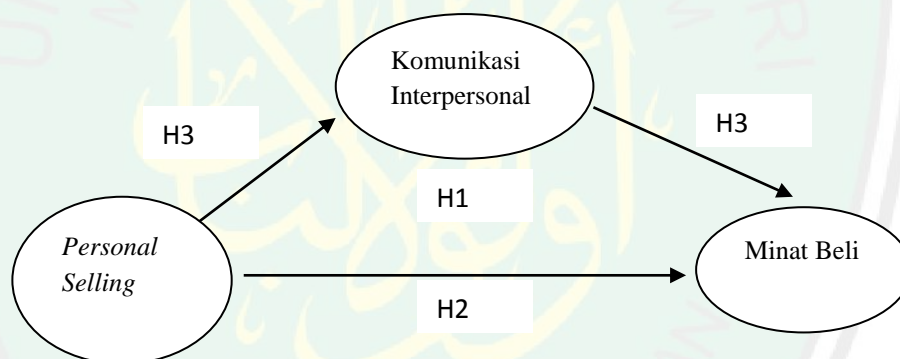 Komunikasi
Interpersonal
H3
H3
H1
Personal
Selling
Minat Beli
H2